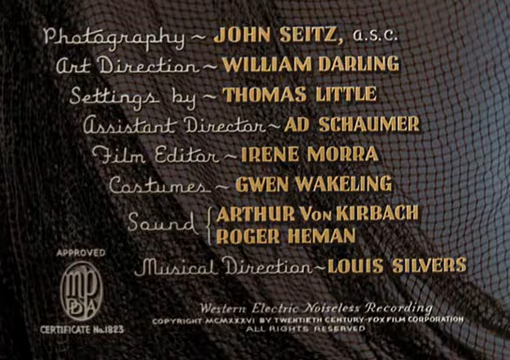 Photography ~ JOHN SEITZ, a.s.c.
Art Direction ~ WILLIAM DARLING
Settings by ~ THOMAS LITTLE
Assistant Director ~ AD SCHAUMER
Film Editor ~ IRENE MORRA
Costumes ~ GWEN WAKELING
Sound { ARTHUR VON KIRBACH
ROGER HEMAN
Musical Direction ~ LOUIS SILVERS
APPROVED
MPPDA
CERTIFICATE No. 1823
Western Electric Noiseless Recording
COPYRIGHT MCMXXXVI BY TWENTIETH CENTURY-FOX FILM CORPORATION
ALL RIGHTS RESERVED